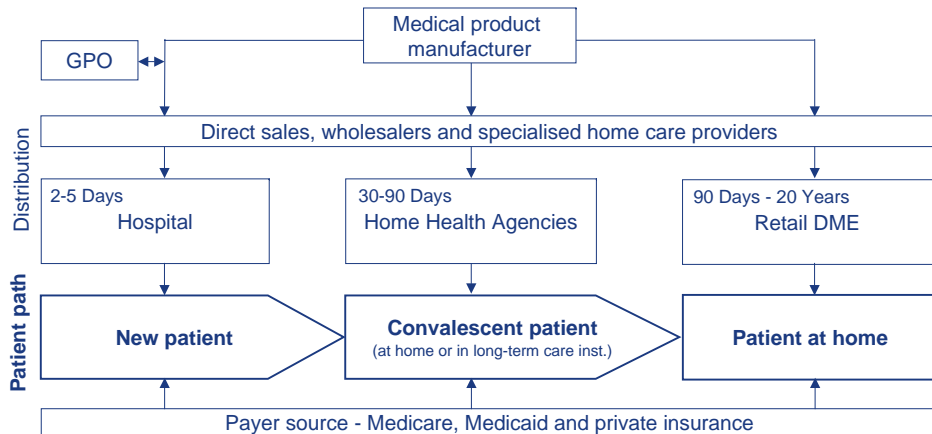 Medical product
manufacturer
GPO
Direct sales, wholesalers and specialised home care providers
Distribution
2-5 Days
Hospital
30-90 Days
Home Health Agencies
90 Days - 20 Years
Retail DME
Patient path
New patient
Convalescent patient
(at home or in long-term care inst.)
Patient at home
Payer source - Medicare, Medicaid and private insurance